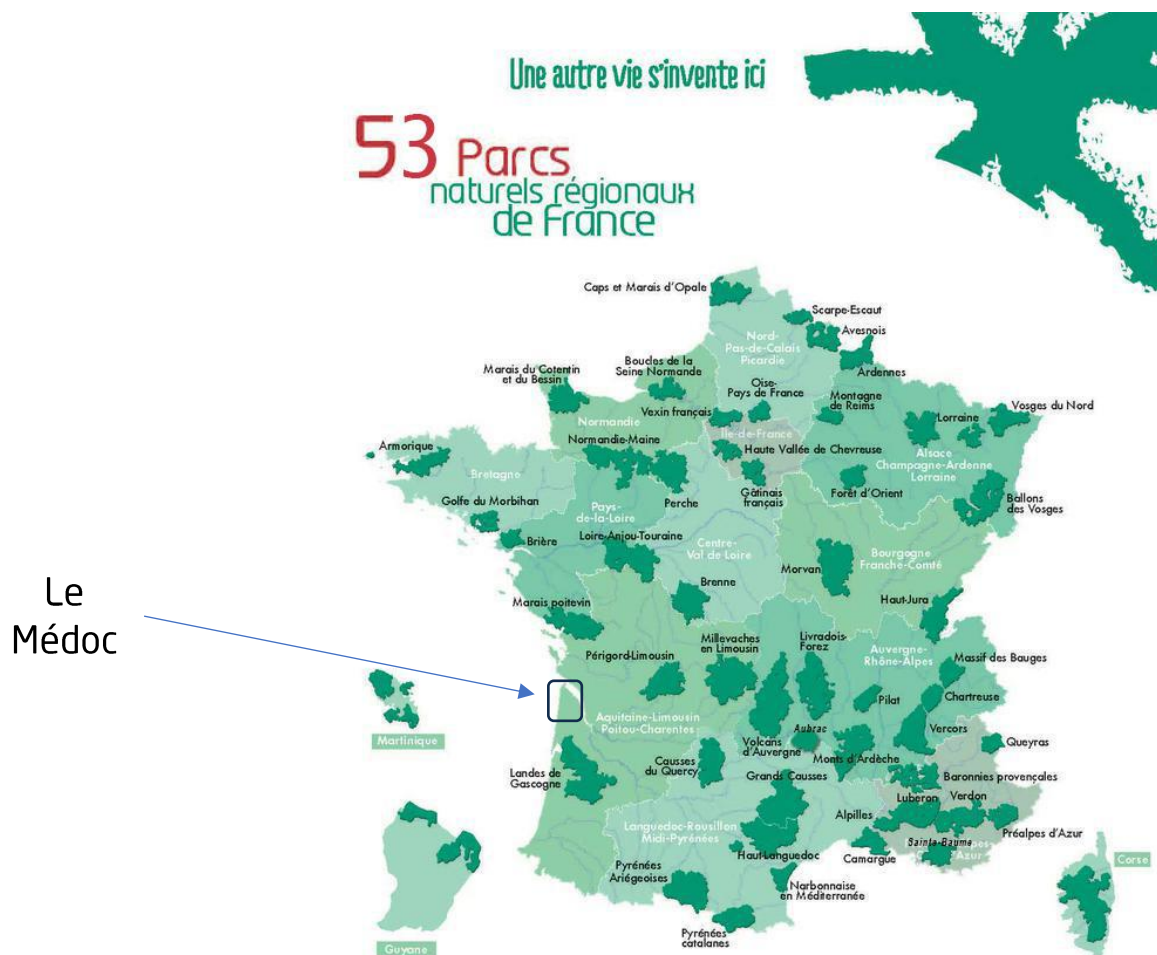 Une autre vie s'invente ici
53 Parcs
naturels régionaux
de France
Caps et Marais d'Opale
Scarpe-Escaut
Avesnois
Nord-
Pas-de-Calais
Picardie
Ardennes
Marais du Cotentin
et du Bessin
Boucles de la
Seine Normande
Oise-
Pays de France
Montagne
de Reims
Vexin français
Lorraine
Vosges du Nord
Normandie
Île-de-France
Normandie-Maine
Haute Vallée de Chevreuse
Armorique
Bretagne
Alsace
Champagne-Ardenne
Lorraine
Golfe du Morbihan
Perche
Gâtinais
français
Forêt d'Orient
Ballons
des Vosges
Pays-
de-la-Loire
Brière
Loire-Anjou-Touraine
Centre-
Val de Loire
Bourgogne
Franche-Comté
Morvan
Brenne
Haut-Jura
Le
Médoc
Marais poitevin
Millevaches
en Limousin
Livradois-
Forez
Auvergne-
Rhône-Alpes
Périgord-Limousin
Massif des Bauges
Pilat
Chartreuse
Aquitaine-Limousin
Poitou-Charentes
Martinique
Aubrac
Volcans
d'Auvergne
Vercors
Queyras
Monts d'Ardèche
Causses
du Quercy
Landes de
Gascogne
Grands Causses
Baronnies provençales
Luberon
Verdon
Alpilles
Languedoc-Roussillon
Midi-Pyrénées
Préalpes d'Azur
Sainte-Baume
Alpes
d'Azur
Haut-Languedoc
Camargue
Corse
Pyrénées
Ariégeoises
Narbonnaise
en Méditerranée
Pyrénées
catalanes
Guyane